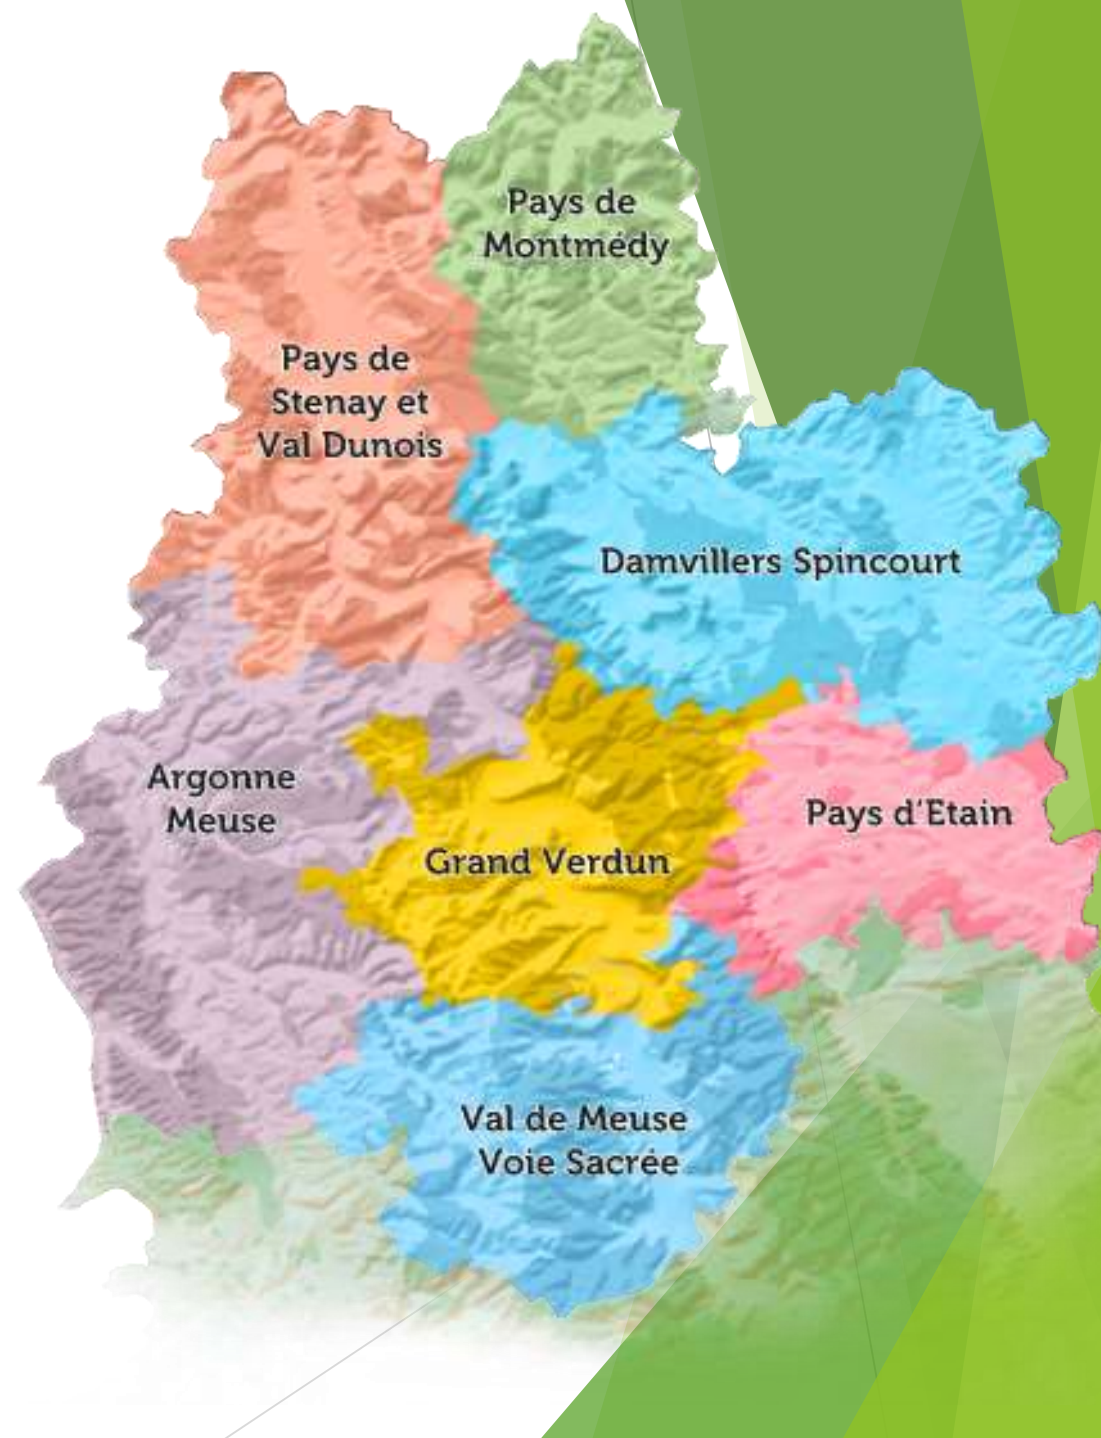 Pays de
Montmédy
Pays de
Stenay et
Val Dunois
Damvillers Spincourt
Argonne
Meuse
Pays d'Etain
Grand Verdun
Val de Meuse
Voie Sacrée